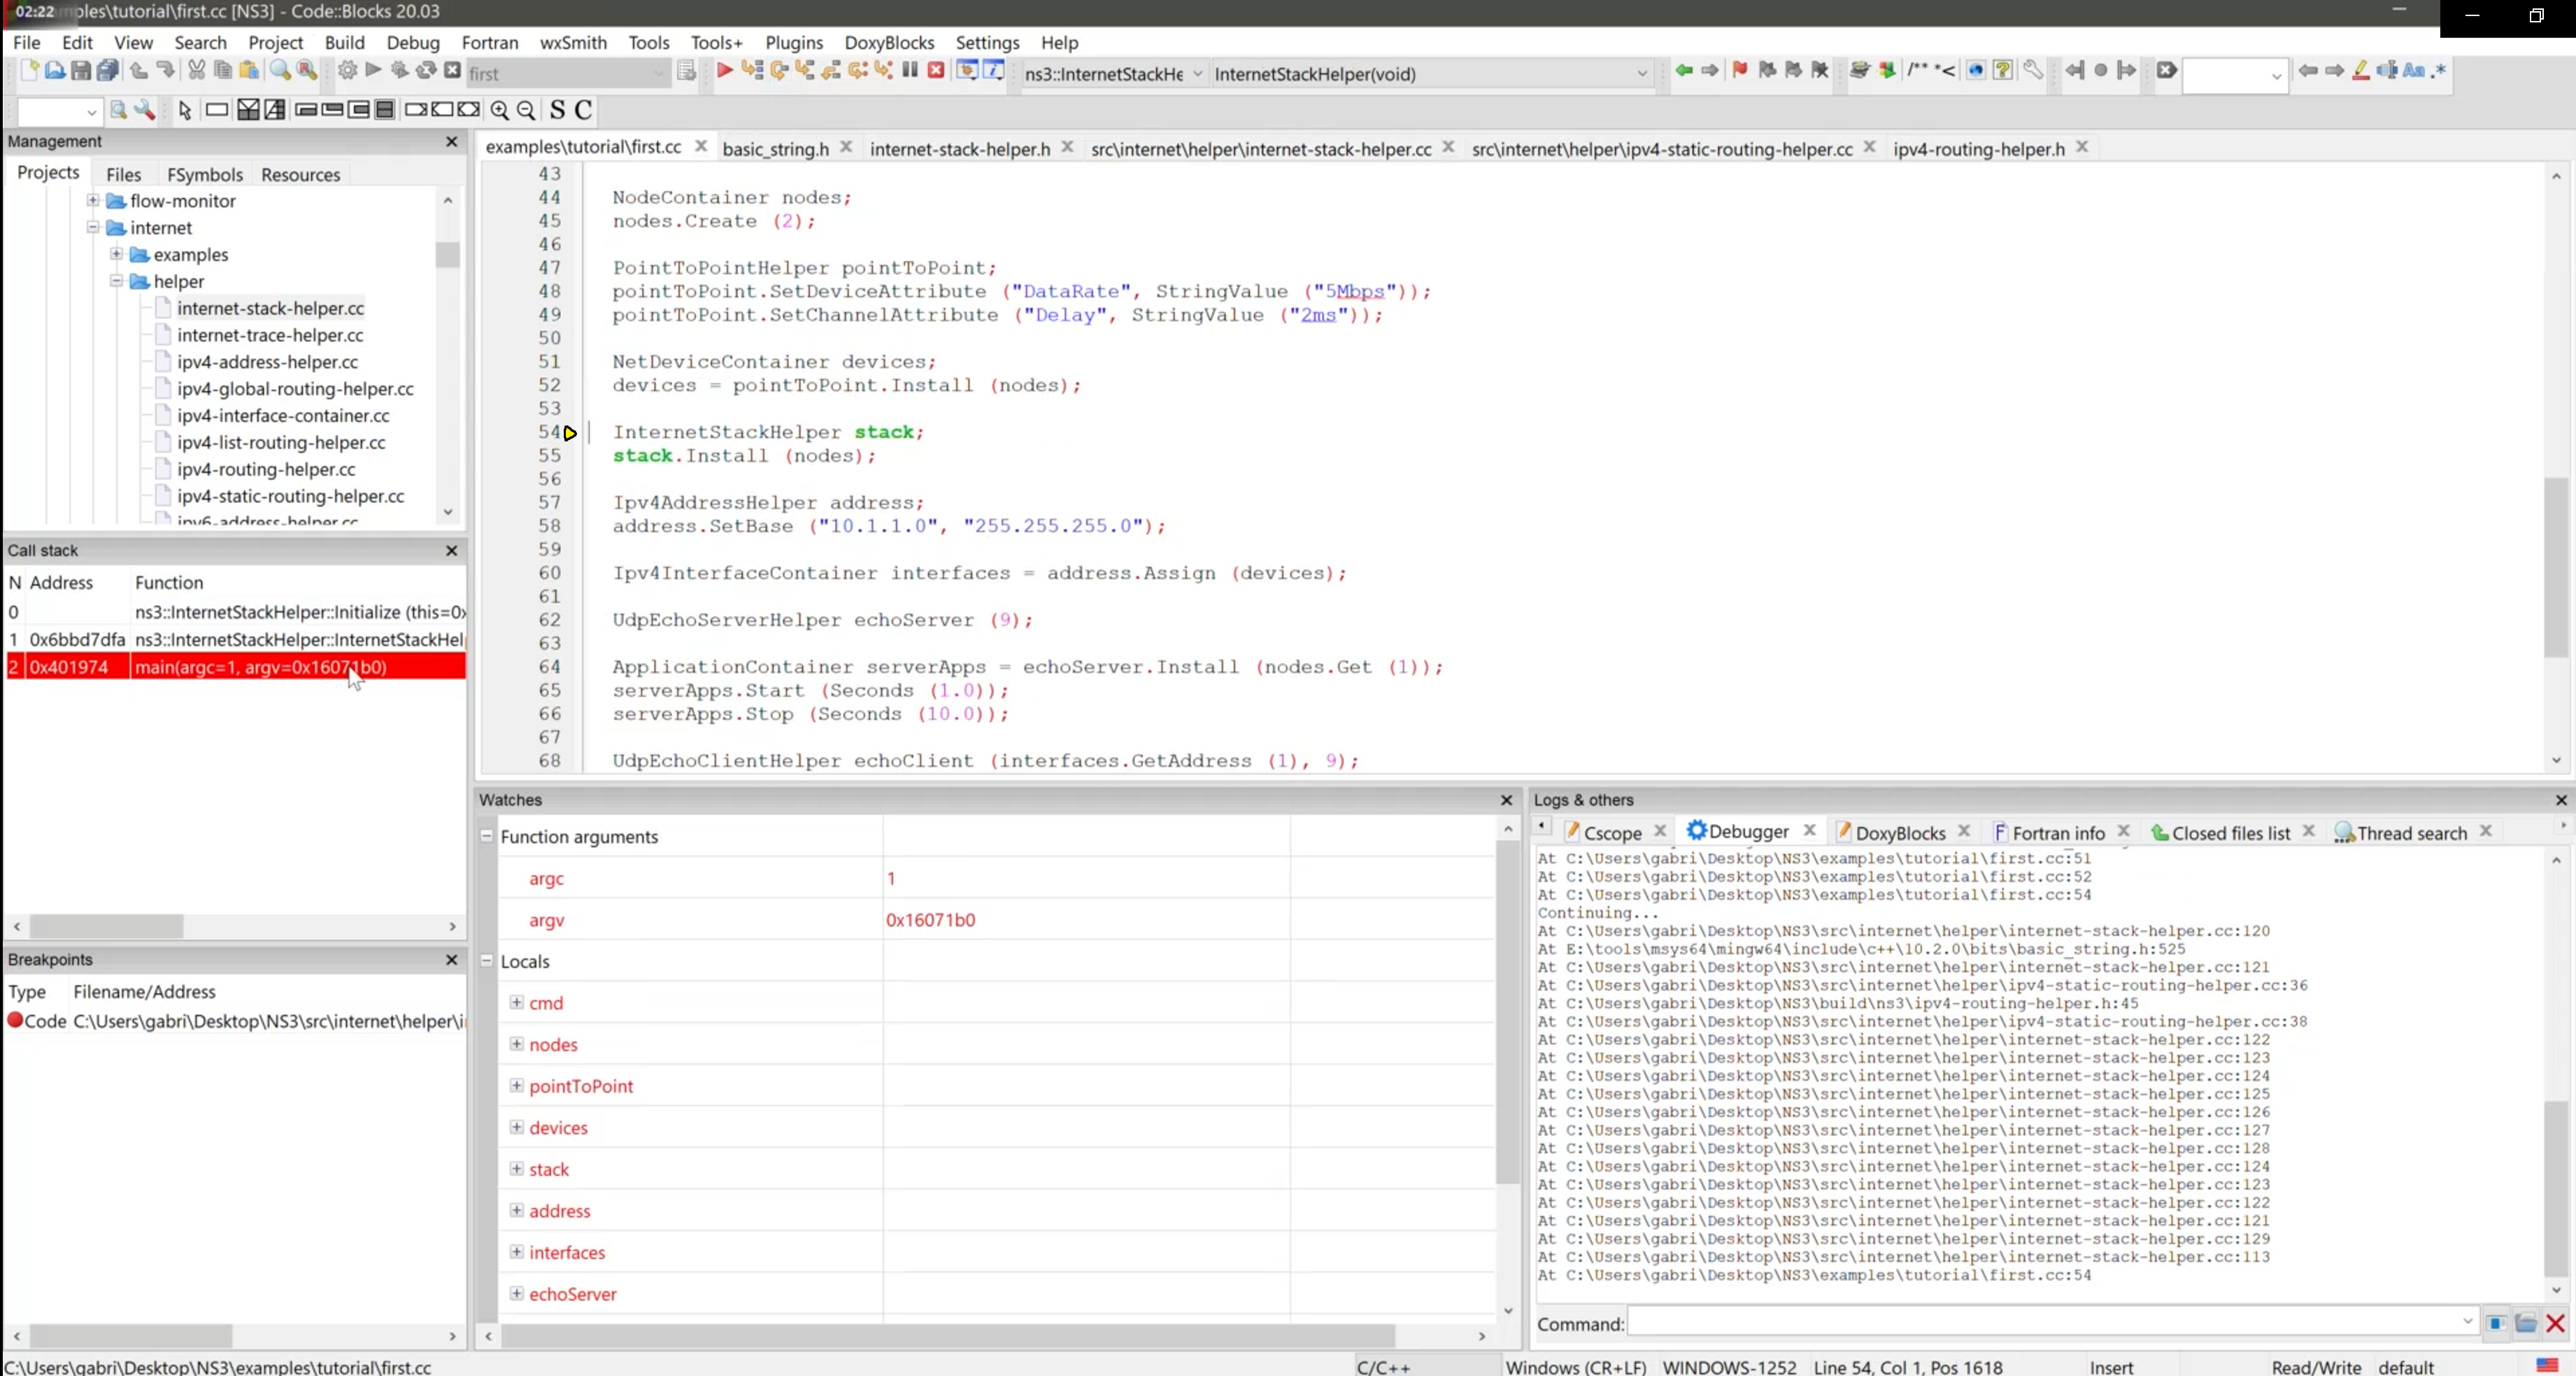 02:22 mples\tutorial\first.cc [NS3] - Code::Blocks 20.03
File Edit View Search Project Build Debug Fortran wxSmith Tools Tools+ Plugins DoxyBlocks Settings Help
first ns3::InternetStackHe InternetStackHelper(void) /** *< Aa .*
S C
Management
Projects Files FSymbols Resources
flow-monitor
internet
examples
helper
internet-stack-helper.cc
internet-trace-helper.cc
ipv4-address-helper.cc
ipv4-global-routing-helper.cc
ipv4-interface-container.cc
ipv4-list-routing-helper.cc
ipv4-routing-helper.cc
ipv4-static-routing-helper.cc
ipv6-address-helper.cc
Call stack
N Address Function
0 ns3::InternetStackHelper::Initialize (this=0x
1 0x6bbd7dfa ns3::InternetStackHelper::InternetStackHel
2 0x401974 main(argc=1, argv=0x16071b0)
Breakpoints
Type Filename/Address
Code C:\Users\gabri\Desktop\NS3\src\internet\helper\i
examples\tutorial\first.cc basic_string.h internet-stack-helper.h src\internet\helper\internet-stack-helper.cc src\internet\helper\ipv4-static-routing-helper.cc ipv4-routing-helper.h
43
44 NodeContainer nodes;
45 nodes.Create (2);
46
47 PointToPointHelper pointToPoint;
48 pointToPoint.SetDeviceAttribute ("DataRate", StringValue ("5Mbps"));
49 pointToPoint.SetChannelAttribute ("Delay", StringValue ("2ms"));
50
51 NetDeviceContainer devices;
52 devices = pointToPoint.Install (nodes);
53
54 InternetStackHelper stack;
55 stack.Install (nodes);
56
57 Ipv4AddressHelper address;
58 address.SetBase ("10.1.1.0", "255.255.255.0");
59
60 Ipv4InterfaceContainer interfaces = address.Assign (devices);
61
62 UdpEchoServerHelper echoServer (9);
63
64 ApplicationContainer serverApps = echoServer.Install (nodes.Get (1));
65 serverApps.Start (Seconds (1.0));
66 serverApps.Stop (Seconds (10.0));
67
68 UdpEchoClientHelper echoClient (interfaces.GetAddress (1), 9);
Watches
Function arguments
argc 1
argv 0x16071b0
Locals
cmd
nodes
pointToPoint
devices
stack
address
interfaces
echoServer
Logs & others
Cscope Debugger DoxyBlocks Fortran info Closed files list Thread search
At C:\Users\gabri\Desktop\NS3\examples\tutorial\first.cc:51
At C:\Users\gabri\Desktop\NS3\examples\tutorial\first.cc:52
At C:\Users\gabri\Desktop\NS3\examples\tutorial\first.cc:54
Continuing...
At C:\Users\gabri\Desktop\NS3\src\internet\helper\internet-stack-helper.cc:120
At E:\tools\msys64\mingw64\include\c++\10.2.0\bits\basic_string.h:525
At C:\Users\gabri\Desktop\NS3\src\internet\helper\internet-stack-helper.cc:121
At C:\Users\gabri\Desktop\NS3\src\internet\helper\ipv4-static-routing-helper.cc:36
At C:\Users\gabri\Desktop\NS3\build\ns3\ipv4-routing-helper.h:45
At C:\Users\gabri\Desktop\NS3\src\internet\helper\ipv4-static-routing-helper.cc:38
At C:\Users\gabri\Desktop\NS3\src\internet\helper\internet-stack-helper.cc:122
At C:\Users\gabri\Desktop\NS3\src\internet\helper\internet-stack-helper.cc:123
At C:\Users\gabri\Desktop\NS3\src\internet\helper\internet-stack-helper.cc:124
At C:\Users\gabri\Desktop\NS3\src\internet\helper\internet-stack-helper.cc:125
At C:\Users\gabri\Desktop\NS3\src\internet\helper\internet-stack-helper.cc:126
At C:\Users\gabri\Desktop\NS3\src\internet\helper\internet-stack-helper.cc:127
At C:\Users\gabri\Desktop\NS3\src\internet\helper\internet-stack-helper.cc:128
At C:\Users\gabri\Desktop\NS3\src\internet\helper\internet-stack-helper.cc:124
At C:\Users\gabri\Desktop\NS3\src\internet\helper\internet-stack-helper.cc:123
At C:\Users\gabri\Desktop\NS3\src\internet\helper\internet-stack-helper.cc:122
At C:\Users\gabri\Desktop\NS3\src\internet\helper\internet-stack-helper.cc:121
At C:\Users\gabri\Desktop\NS3\src\internet\helper\internet-stack-helper.cc:129
At C:\Users\gabri\Desktop\NS3\src\internet\helper\internet-stack-helper.cc:113
At C:\Users\gabri\Desktop\NS3\examples\tutorial\first.cc:54
Command:
C:\Users\gabri\Desktop\NS3\examples\tutorial\first.cc C/C++ Windows (CR+LF) WINDOWS-1252 Line 54, Col 1, Pos 1618 Insert Read/Write default